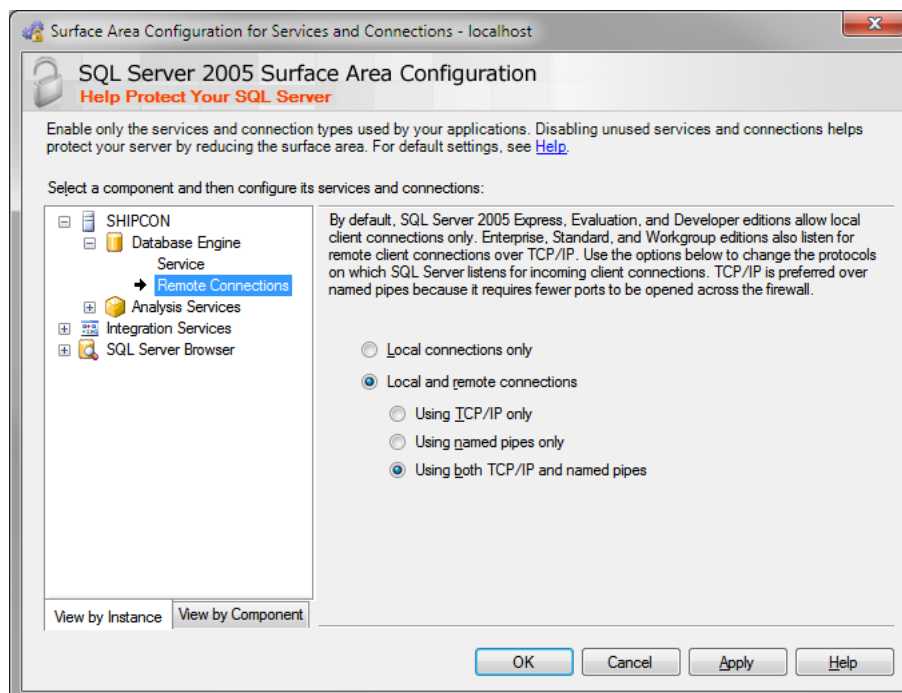 Surface Area Configuration for Services and Connections - localhost
SQL Server 2005 Surface Area Configuration
Help Protect Your SQL Server
Enable only the services and connection types used by your applications. Disabling unused services and connections helps
protect your server by reducing the surface area. For default settings, see Help.
Select a component and then configure its services and connections:
SHIPCON
Database Engine
Service
Remote Connections
Analysis Services
Integration Services
SQL Server Browser
View by Instance
View by Component
By default, SQL Server 2005 Express, Evaluation, and Developer editions allow local
client connections only. Enterprise, Standard, and Workgroup editions also listen for
remote client connections over TCP/IP. Use the options below to change the protocols
on which SQL Server listens for incoming client connections. TCP/IP is preferred over
named pipes because it requires fewer ports to be opened across the firewall.
Local connections only
Local and remote connections
Using TCP/IP only
Using named pipes only
Using both TCP/IP and named pipes
OK
Cancel
Apply
Help